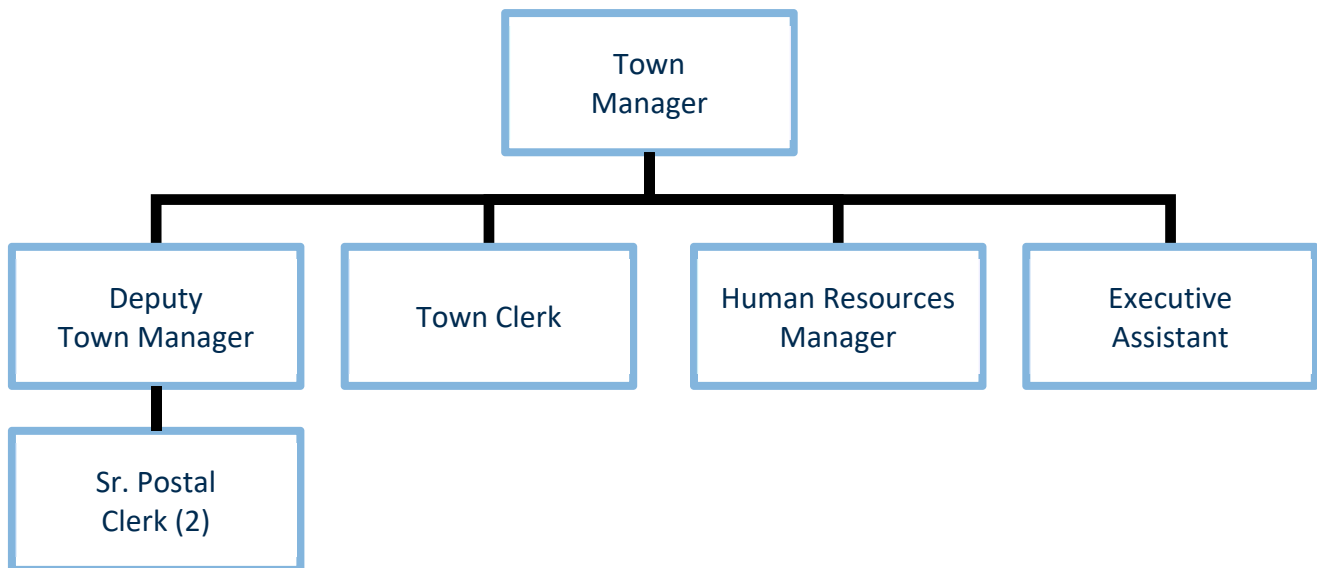 Town
Manager
Deputy
Town Manager
Town Clerk
Human Resources
Manager
Executive
Assistant
Sr. Postal
Clerk (2)